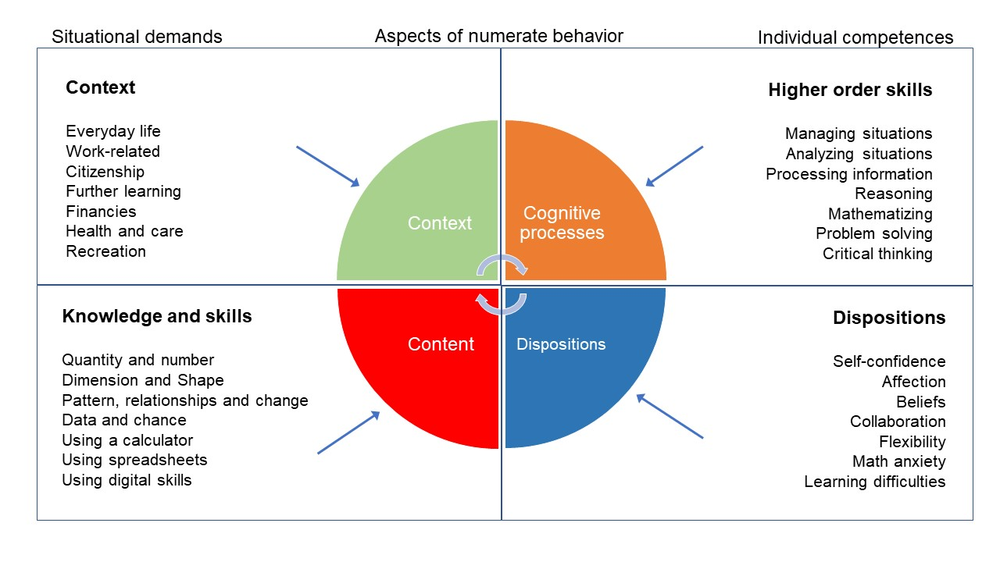 Situational demands
Aspects of numerate behavior
Individual competences
Context
Everyday life
Work-related
Citizenship
Further learning
Financies
Health and care
Recreation
Higher order skills
Managing situations
Analyzing situations
Processing information
Reasoning
Mathematizing
Problem solving
Critical thinking
Context
Cognitive
processes
Content
Dispositions
Knowledge and skills
Quantity and number
Dimension and Shape
Pattern, relationships and change
Data and chance
Using a calculator
Using spreadsheets
Using digital skills
Dispositions
Self-confidence
Affection
Beliefs
Collaboration
Flexibility
Math anxiety
Learning difficulties